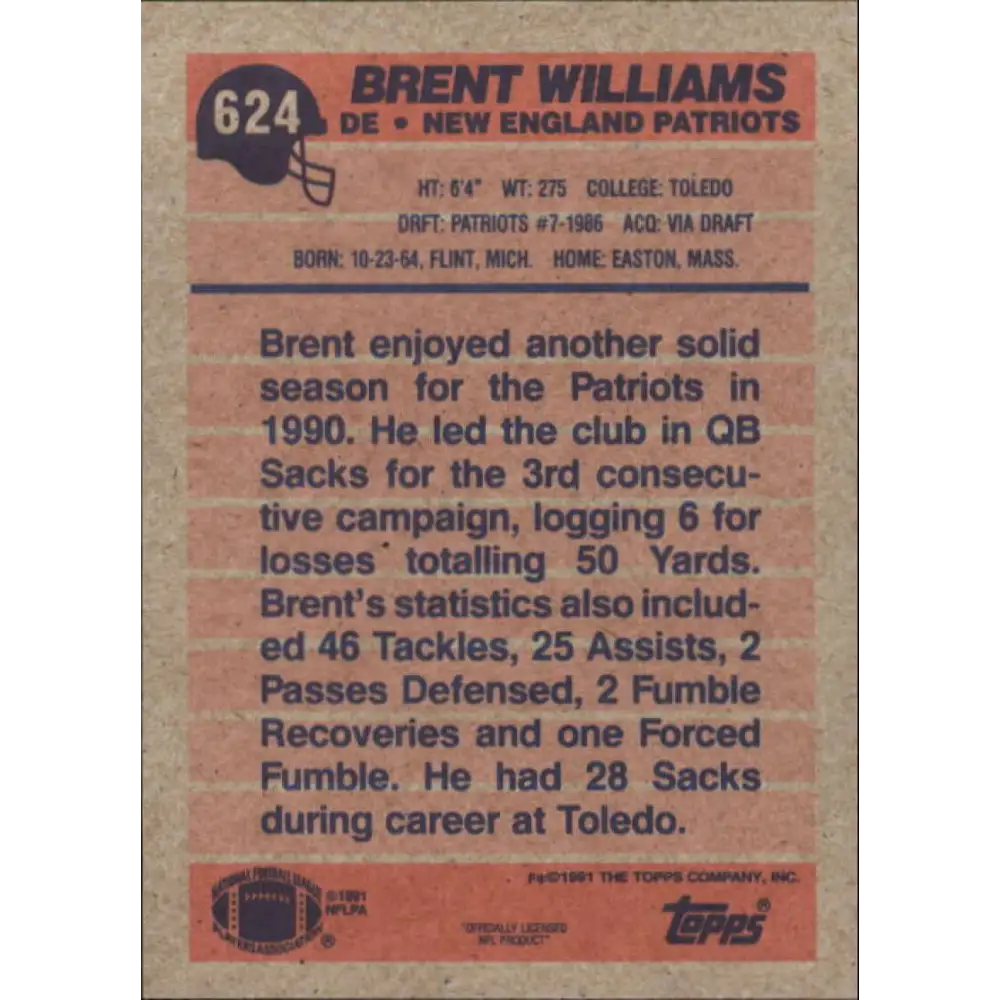 624
BRENT WILLIAMS
DE • NEW ENGLAND PATRIOTS
HT: 6'4" WT: 275 COLLEGE: TOLEDO
DRFT: PATRIOTS #7-1986 ACQ: VIA DRAFT
BORN: 10-23-64, FLINT, MICH. HOME: EASTON, MASS.
Brent enjoyed another solid
season for the Patriots in
1990. He led the club in QB
Sacks for the 3rd consecu-
tive campaign, logging 6 for
losses totalling 50 Yards.
Brent's statistics also includ-
ed 46 Tackles, 25 Assists, 2
Passes Defensed, 2 Fumble
Recoveries and one Forced
Fumble. He had 28 Sacks
during career at Toledo.
NATIONAL FOOTBALL LEAGUE
PLAYERS ASSOCIATION
®
©1991
NFLPA
"OFFICIALLY LICENSED
NFL PRODUCT"
©1991 THE TOPPS COMPANY, INC.
topps®